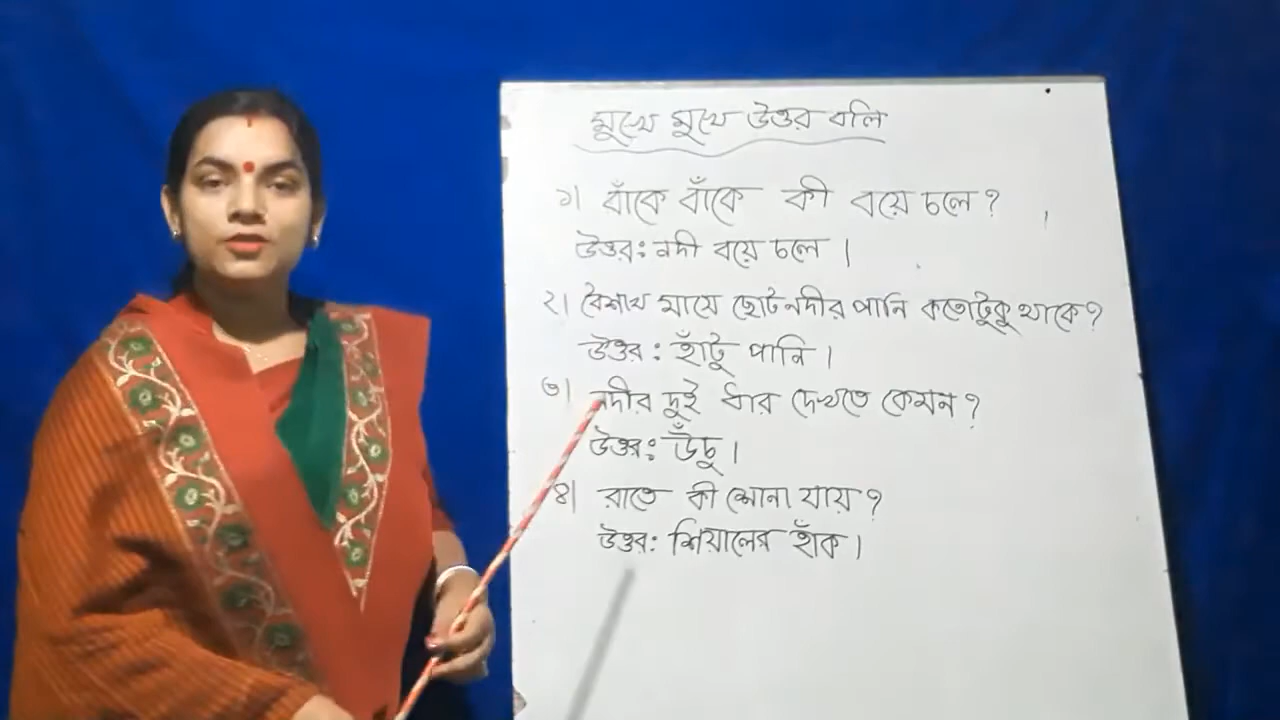 মুখে মুখে উত্তর বলি
১। বাঁকে বাঁকে কী বয়ে চলে?
উত্তর: নদী বয়ে চলে।
২। বৈশাখ মাসে ছোটনদীর পানি কতোটুকু থাকে?
উত্তর: হাঁটু পানি।
৩। নদীর দুই ধার দেখতে কেমন?
উত্তর: উঁচু।
৪। রাতে কী শোনা যায়?
উত্তর: শিয়ালের হাঁক।